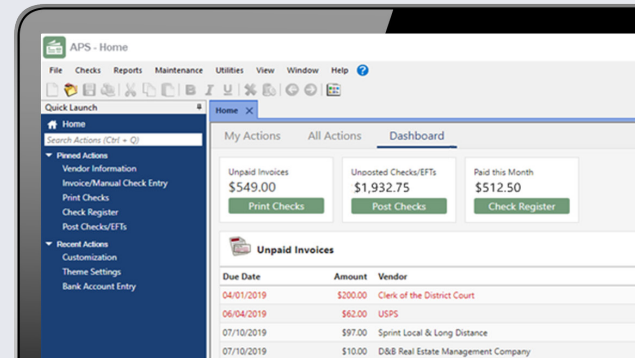 APS - Home
File Checks Reports Maintenance Utilities View Window Help ?
B I U
Quick Launch
Home
Search Actions (Ctrl + Q)
Pinned Actions
Vendor Information
Invoice/Manual Check Entry
Print Checks
Check Register
Post Checks/EFTs
Recent Actions
Customization
Theme Settings
Bank Account Entry
Home X
My Actions All Actions Dashboard
Unpaid Invoices Unposted Checks/EFTs Paid this Month
$549.00 $1,932.75 $512.50
Print Checks Post Checks Check Register
Unpaid Invoices
Due Date Amount Vendor
04/01/2019 $200.00 Clerk of the District Court
06/04/2019 $62.00 USPS
07/10/2019 $97.00 Sprint Local & Long Distance
07/10/2019 $10.00 D&B Real Estate Management Company